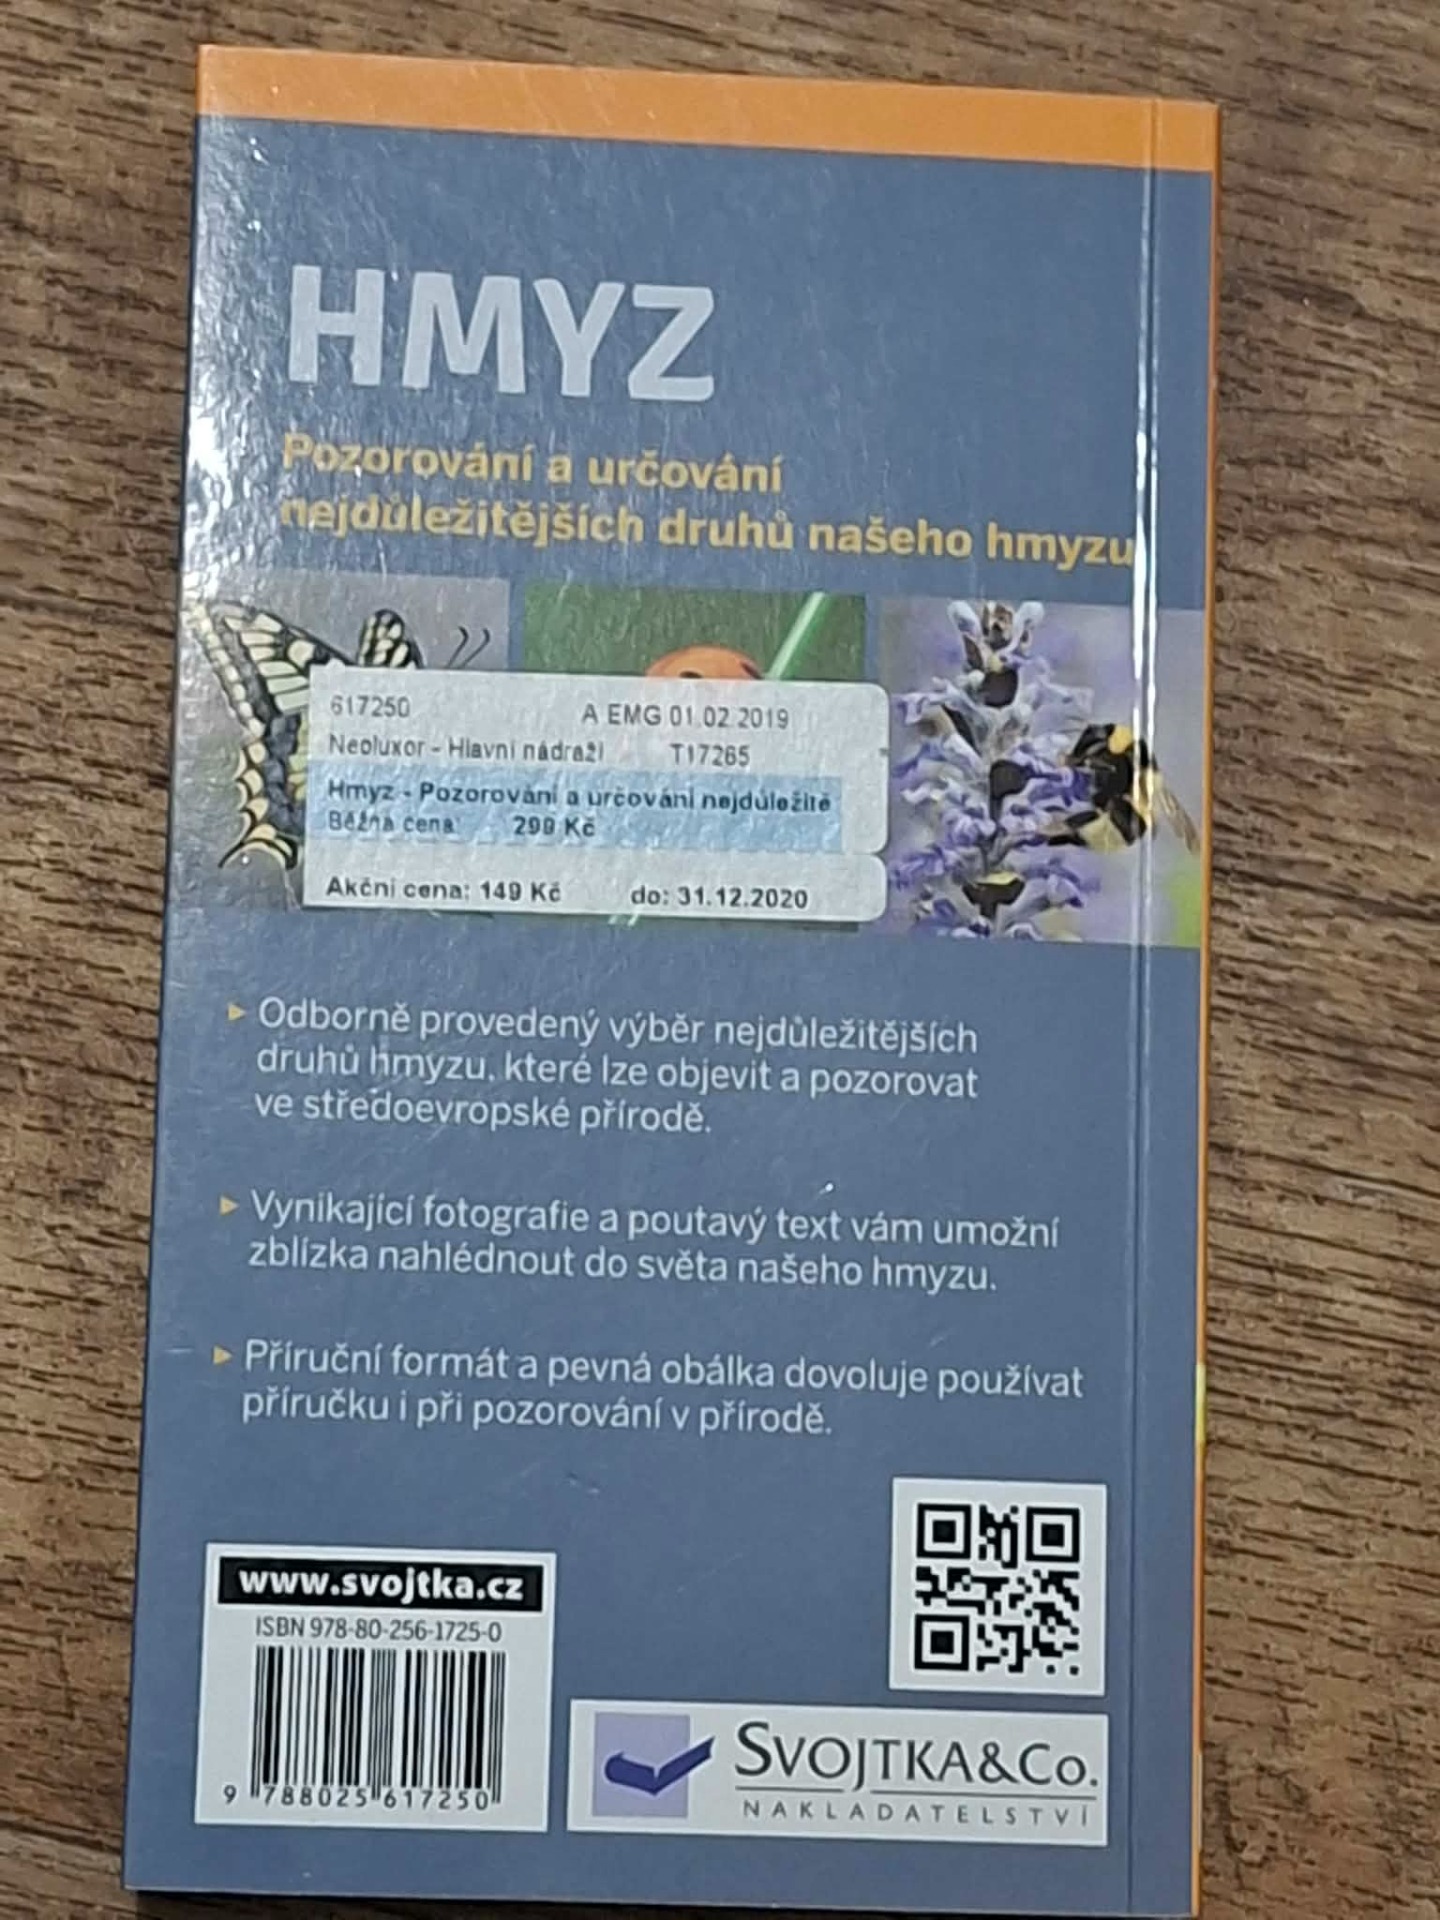 HMYZ
Pozorování a určování
nejdůležitějších druhů našeho hmyzu
617250 A EMG 01.02.2019
Neoluxor - Hlavní nádraží T17265
Hmyz - Pozorování a určování nejdůležitě
Běžná cena: 299 Kč
Akční cena: 149 Kč do: 31.12.2020
▸ Odborně provedený výběr nejdůležitějších
druhů hmyzu, které lze objevit a pozorovat
ve středoevropské přírodě.
▸ Vynikající fotografie a poutavý text vám umožní
zblízka nahlédnout do světa našeho hmyzu.
▸ Příruční formát a pevná obálka dovoluje používat
příručku i při pozorování v přírodě.
www.svojtka.cz
ISBN 978-80-256-1725-0
9 788025 617250
SVOJTKA&CO.
NAKLADATELSTVÍ